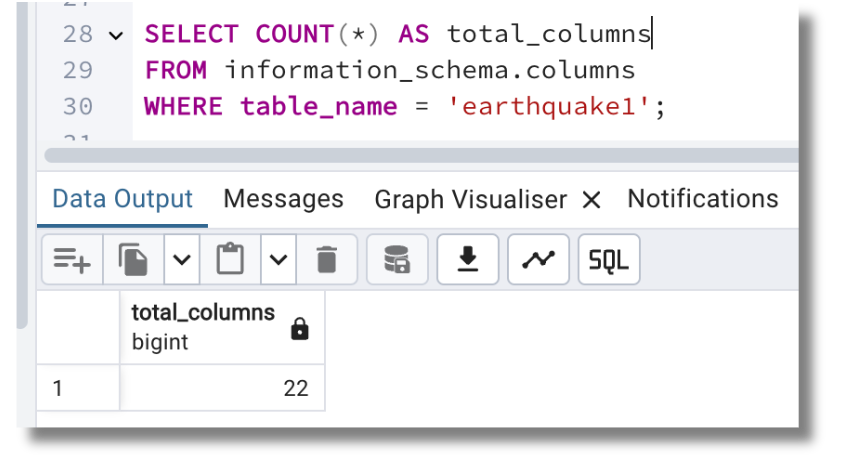 28 SELECT COUNT(*) AS total_columns
29 FROM information_schema.columns
30 WHERE table_name = 'earthquake1';
Data Output Messages Graph Visualiser × Notifications
SQL
total_columns
bigint
1 22